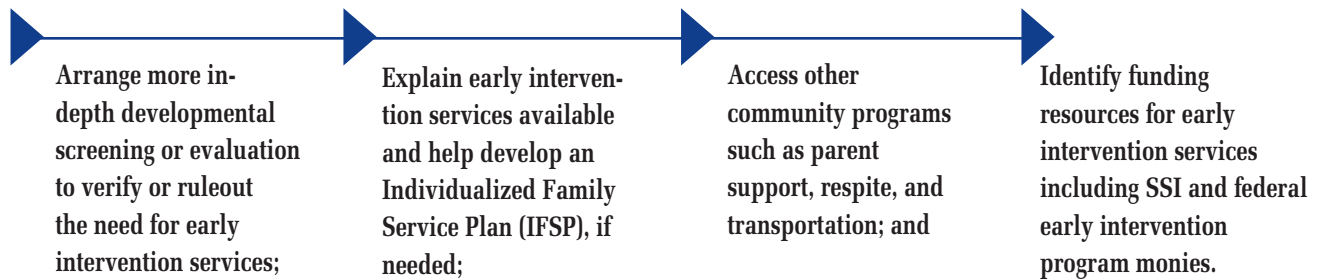 Arrange more in-
depth developmental
screening or evaluation
to verify or ruleout
the need for early
intervention services;
Explain early interven-
tion services available
and help develop an
Individualized Family
Service Plan (IFSP), if
needed;
Access other
community programs
such as parent
support, respite, and
transportation; and
Identify funding
resources for early
intervention services
including SSI and federal
early intervention
program monies.